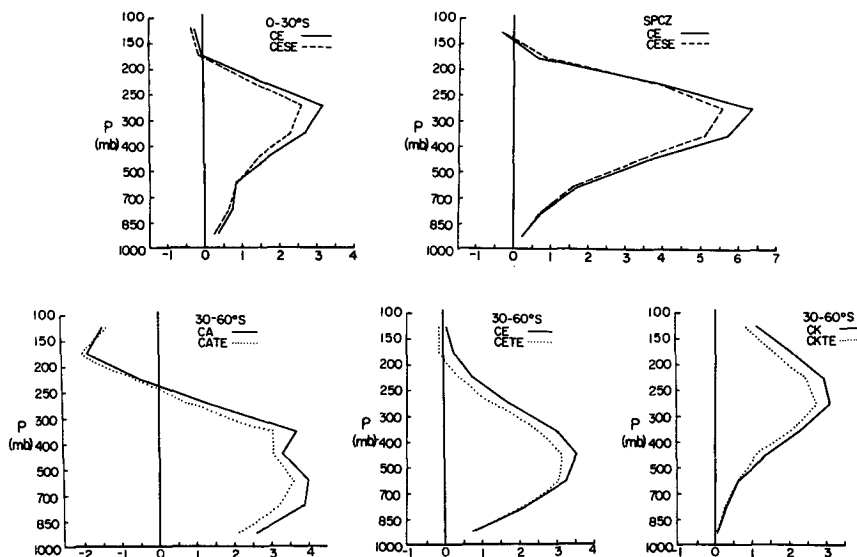 0-30°S
CE
CESE
100
150
200
250
300
400
500
700
850
1000
P
(mb)
-1 0 1 2 3 4
SPCZ
CE
CESE
100
150
200
250
300
400
500
700
850
1000
P
(mb)
-1 0 1 2 3 4 5 6 7
30-60°S
CA
CATE
100
150
200
250
300
400
500
700
850
1000
P
(mb)
-2 -1 0 1 2 3 4
30-60°S
CE
CETE
100
150
200
250
300
400
500
700
850
1000
P
(mb)
-1 0 1 2 3 4
30-60°S
CK
CKTE
100
150
200
250
300
400
500
700
850
1000
P
(mb)
-1 0 1 2 3